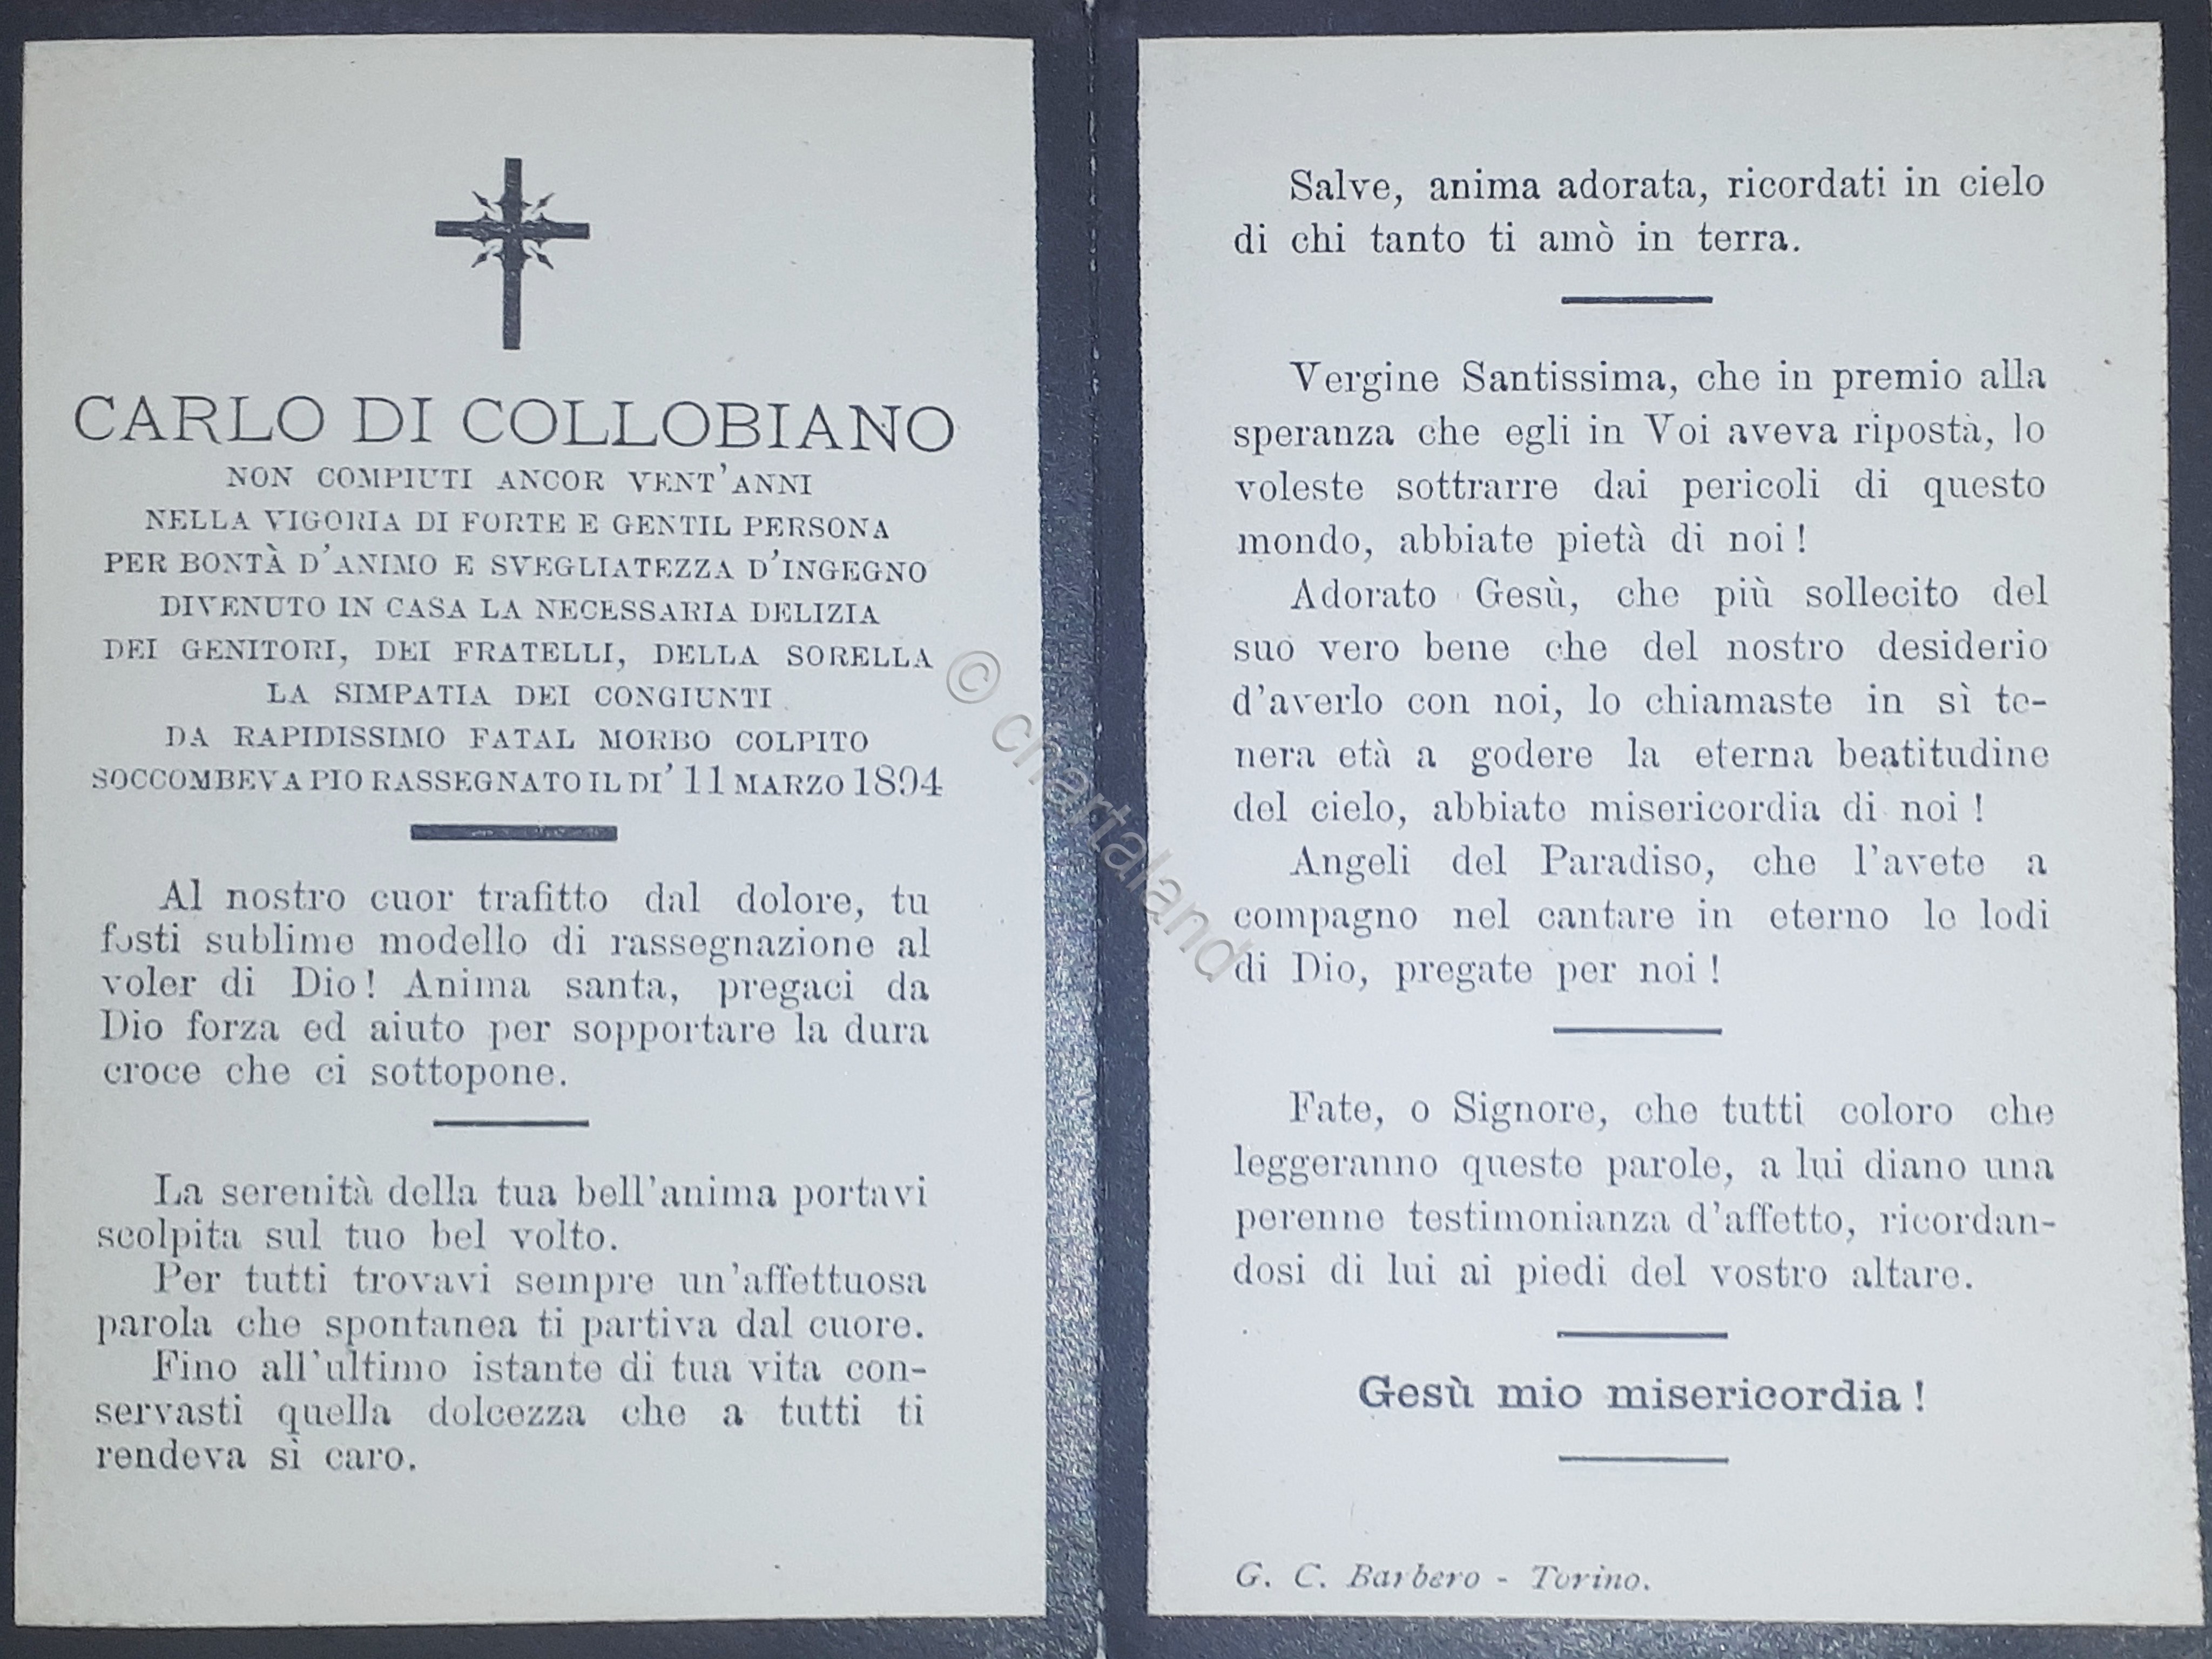 CARLO DI COLLOBIANO
NON COMPIUTI ANCOR VENT'ANNI
NELLA VIGORIA DI FORTE E GENTIL PERSONA
PER BONTÀ D'ANIMO E SVEGLIATEZZA D'INGEGNO
DIVENUTO IN CASA LA NECESSARIA DELIZIA
DEI GENITORI, DEI FRATELLI, DELLA SORELLA
LA SIMPATIA DEI CONGIUNTI
DA RAPIDISSIMO FATAL MORBO COLPITO
SOCCOMBEVA PIO RASSEGNATO IL DI' 11 MARZO 1894
Al nostro cuor trafitto dal dolore, tu
fosti sublime modello di rassegnazione al
voler di Dio! Anima santa, pregaci da
Dio forza ed aiuto per sopportare la dura
croce che ci sottopone.
La serenità della tua bell'anima portavi
scolpita sul tuo bel volto.
Per tutti trovavi sempre un'affettuosa
parola che spontanea ti partiva dal cuore.
Fino all'ultimo istante di tua vita con-
servasti quella dolcezza che a tutti ti
rendeva sì caro.
Salve, anima adorata, ricordati in cielo
di chi tanto ti amò in terra.
Vergine Santissima, che in premio alla
speranza che egli in Voi aveva riposta, lo
voleste sottrarre dai pericoli di questo
mondo, abbiate pietà di noi!
Adorato Gesù, che più sollecito del
suo vero bene che del nostro desiderio
d'averlo con noi, lo chiamaste in sì te-
nera età a godere la eterna beatitudine
del cielo, abbiate misericordia di noi!
Angeli del Paradiso, che l'avete a
compagno nel cantare in eterno le lodi
di Dio, pregate per noi!
Fate, o Signore, che tutti coloro che
leggeranno queste parole, a lui diano una
perenne testimonianza d'affetto, ricordan-
dosi di lui ai piedi del vostro altare.
Gesù mio misericordia!
G. C. Barbero - Torino.
© chartaland